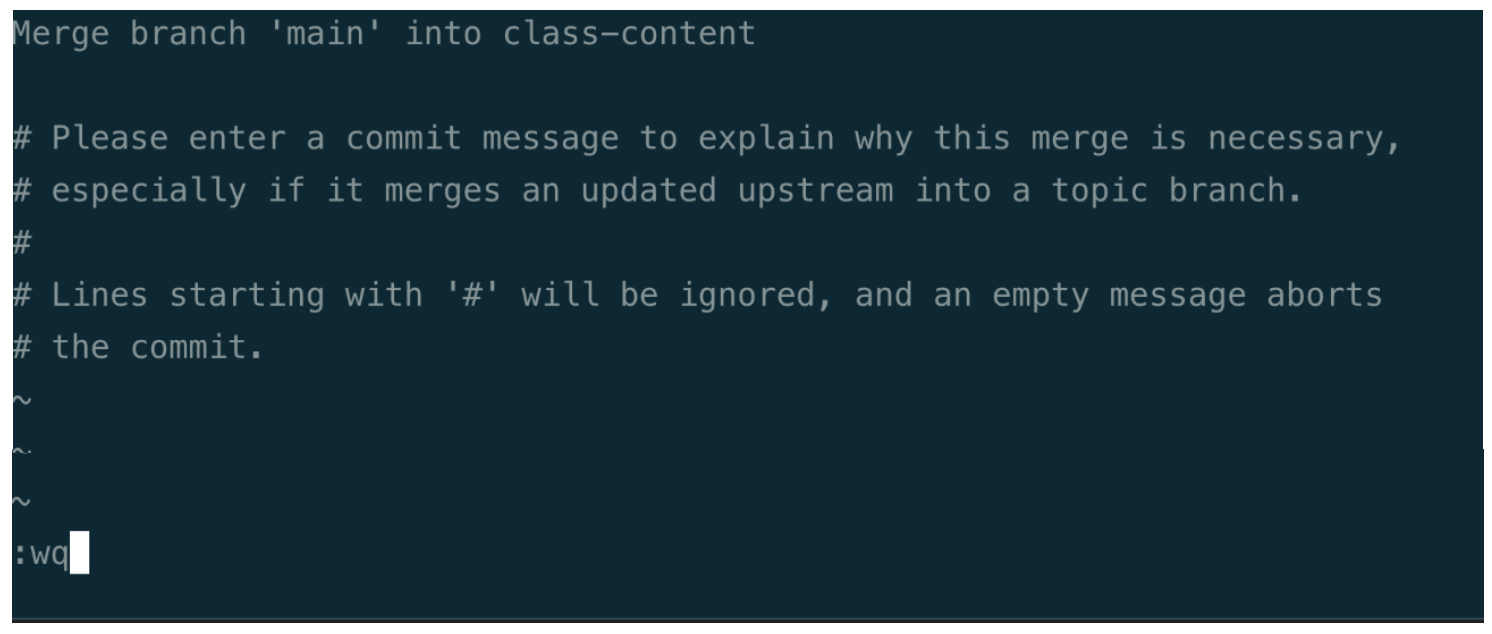 Merge branch 'main' into class-content
# Please enter a commit message to explain why this merge is necessary,
# especially if it merges an updated upstream into a topic branch.
#
# Lines starting with '#' will be ignored, and an empty message aborts
# the commit.
~
~
~
:wq